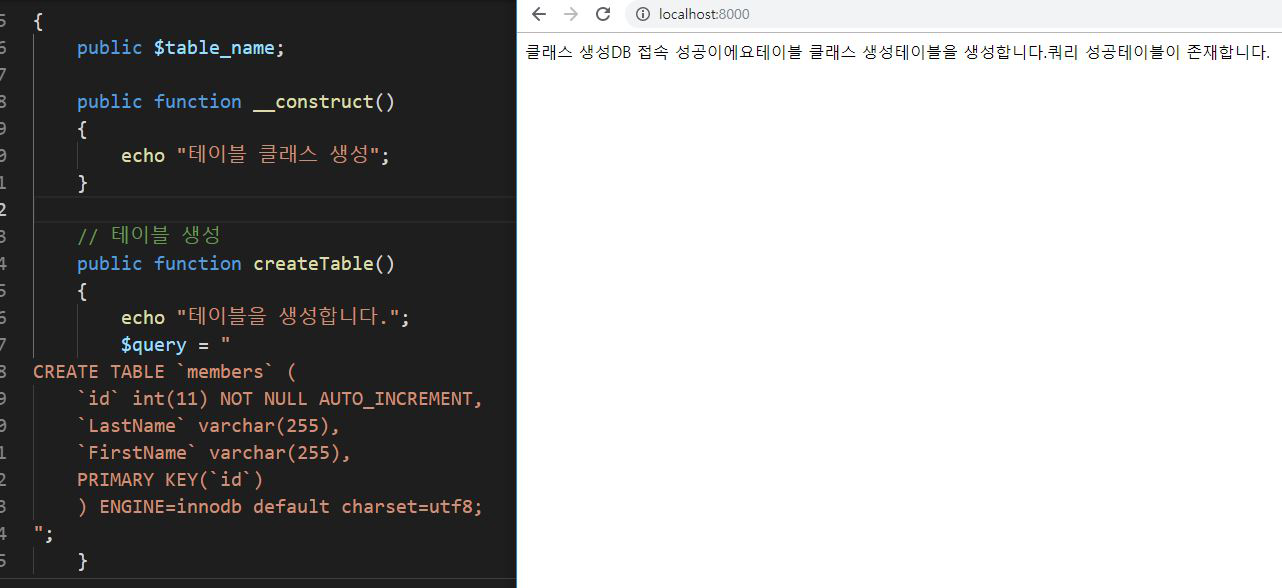 5 {
6 public $table_name;
7
8 public function __construct()
9 {
0 echo "테이블 클래스 생성";
1 }
2
3 // 테이블 생성
4 public function createTable()
5 {
6 echo "테이블을 생성합니다.";
7 $query = "
8 CREATE TABLE `members` (
9 `id` int(11) NOT NULL AUTO_INCREMENT,
0 `LastName` varchar(255),
1 `FirstName` varchar(255),
2 PRIMARY KEY(`id`)
3 ) ENGINE=innodb default charset=utf8;
4 ";
5 }
localhost:8000
클래스 생성DB 접속 성공이에요테이블 클래스 생성테이블을 생성합니다.쿼리 성공테이블이 존재합니다.